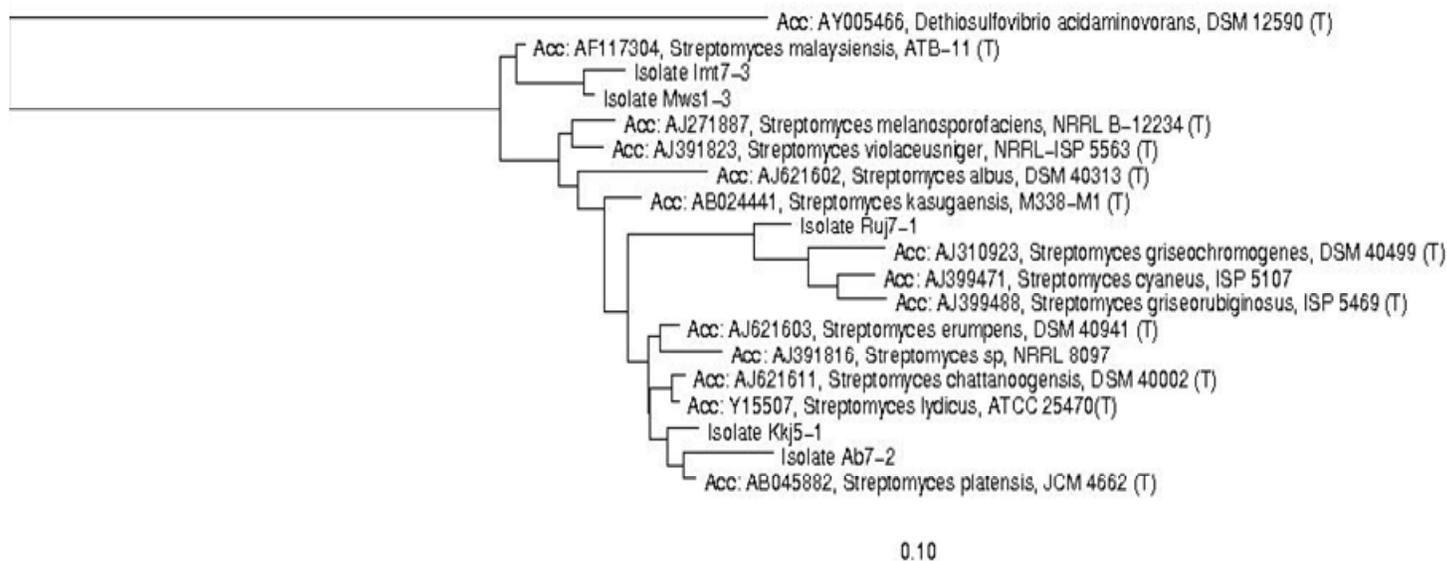 Acc: AY005466, Dethiosulfovibrio acidaminovorans, DSM 12590 (T)
Acc: AF117304, Streptomyces malaysiensis, ATB-11 (T)
Isolate Imt7-3
Isolate Mws1-3
Acc: AJ271887, Streptomyces melanosporofaciens, NRRL B-12234 (T)
Acc: AJ391823, Streptomyces violaceusniger, NRRL-ISP 5563 (T)
Acc: AJ621602, Streptomyces albus, DSM 40313 (T)
Acc: AB024441, Streptomyces kasugaensis, M338-M1 (T)
Isolate Ruj7-1
Acc: AJ310923, Streptomyces griseochromogenes, DSM 40499 (T)
Acc: AJ399471, Streptomyces cyaneus, ISP 5107
Acc: AJ399488, Streptomyces griseorubiginosus, ISP 5469 (T)
Acc: AJ621603, Streptomyces erumpens, DSM 40941 (T)
Acc: AJ391816, Streptomyces sp, NRRL 8097
Acc: AJ621611, Streptomyces chattanoogensis, DSM 40002 (T)
Acc: Y15507, Streptomyces lydicus, ATCC 25470(T)
Isolate Kkj5-1
Isolate Ab7-2
Acc: AB045882, Streptomyces platensis, JCM 4662 (T)
0.10